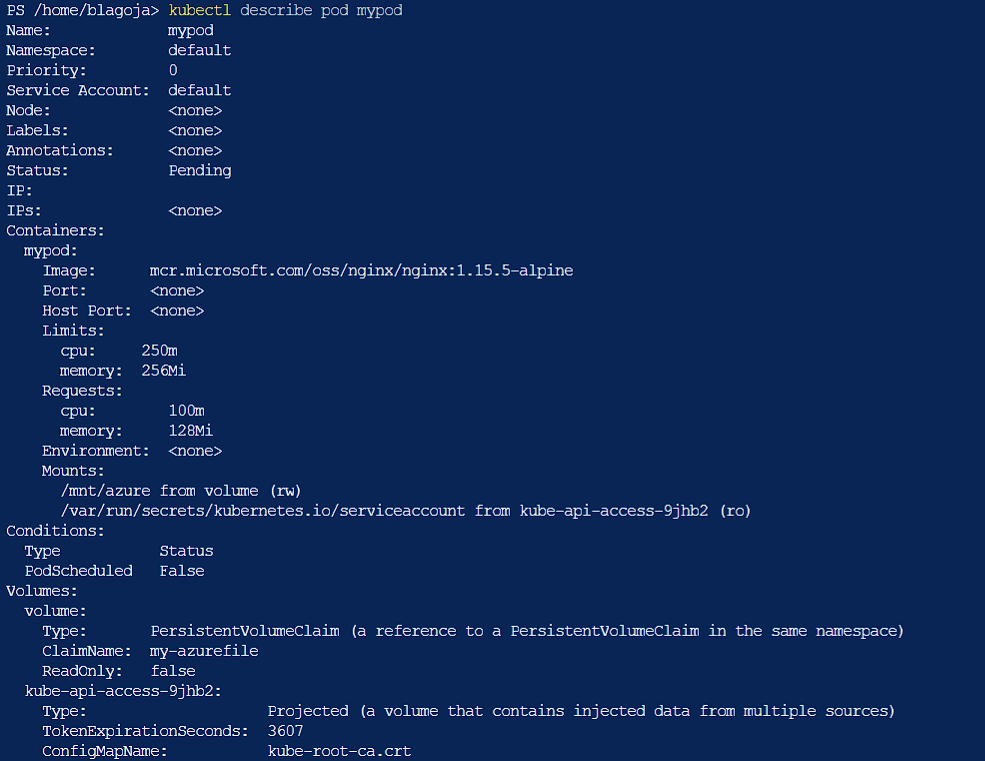 PS /home/blagoja> kubectl describe pod mypod
Name:             mypod
Namespace:        default
Priority:         0
Service Account:  default
Node:             <none>
Labels:           <none>
Annotations:      <none>
Status:           Pending
IP:
IPs:              <none>
Containers:
  mypod:
    Image:      mcr.microsoft.com/oss/nginx/nginx:1.15.5-alpine
    Port:       <none>
    Host Port:  <none>
    Limits:
      cpu:     250m
      memory:  256Mi
    Requests:
      cpu:        100m
      memory:     128Mi
    Environment:  <none>
    Mounts:
      /mnt/azure from volume (rw)
      /var/run/secrets/kubernetes.io/serviceaccount from kube-api-access-9jhb2 (ro)
Conditions:
  Type           Status
  PodScheduled   False
Volumes:
  volume:
    Type:       PersistentVolumeClaim (a reference to a PersistentVolumeClaim in the same namespace)
    ClaimName:  my-azurefile
    ReadOnly:   false
  kube-api-access-9jhb2:
    Type:                    Projected (a volume that contains injected data from multiple sources)
    TokenExpirationSeconds:  3607
    ConfigMapName:           kube-root-ca.crt